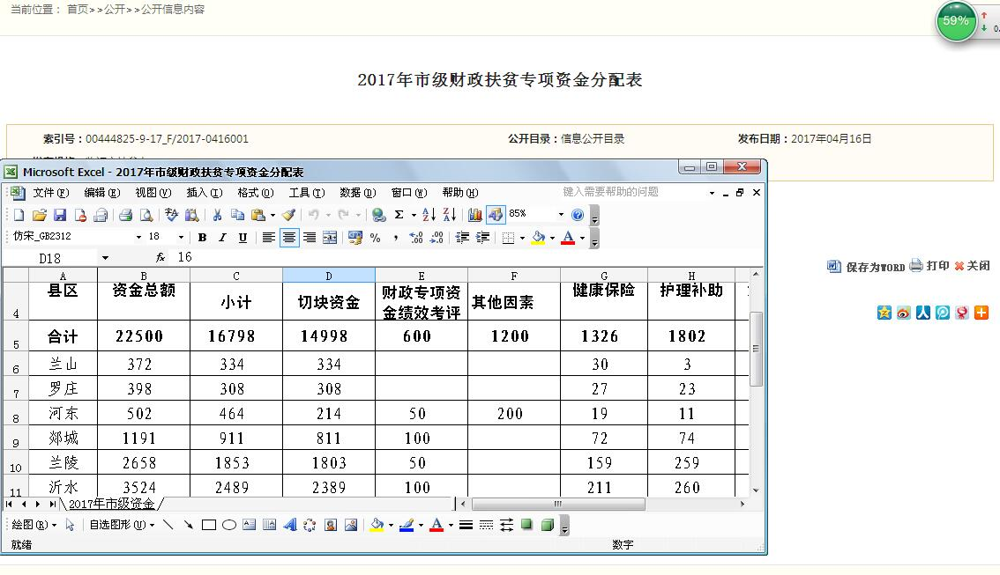 当前位置： 首页>>公开>>公开信息内容
59%
0.
2017年市级财政扶贫专项资金分配表
索引号：00444825-9-17_F/2017-0416001 公开目录：信息公开目录 发布日期：2017年04月16日
Microsoft Excel - 2017年市级财政扶贫专项资金分配表
文件(F) 编辑(E) 视图(V) 插入(I) 格式(O) 工具(T) 数据(D) 窗口(W) 帮助(H) 键入需要帮助的问题
85%
仿宋_GB2312 18 B I U
D18 fx 16
A B C D E F G H
4 县区 资金总额 小计 切块资金 财政专项资金绩效考评 其他因素 健康保险 护理补助
5 合计 22500 16798 14998 600 1200 1326 1802
6 兰山 372 334 334 30 3
7 罗庄 398 308 308 27 23
8 河东 502 464 214 50 200 19 11
9 郯城 1191 911 811 100 72 74
10 兰陵 2658 1853 1803 50 159 259
11 沂水 3524 2489 2389 100 211 260
2017年市级资金
绘图(R) 自选图形(U)
就绪 数字
保存为WORD 打印 关闭